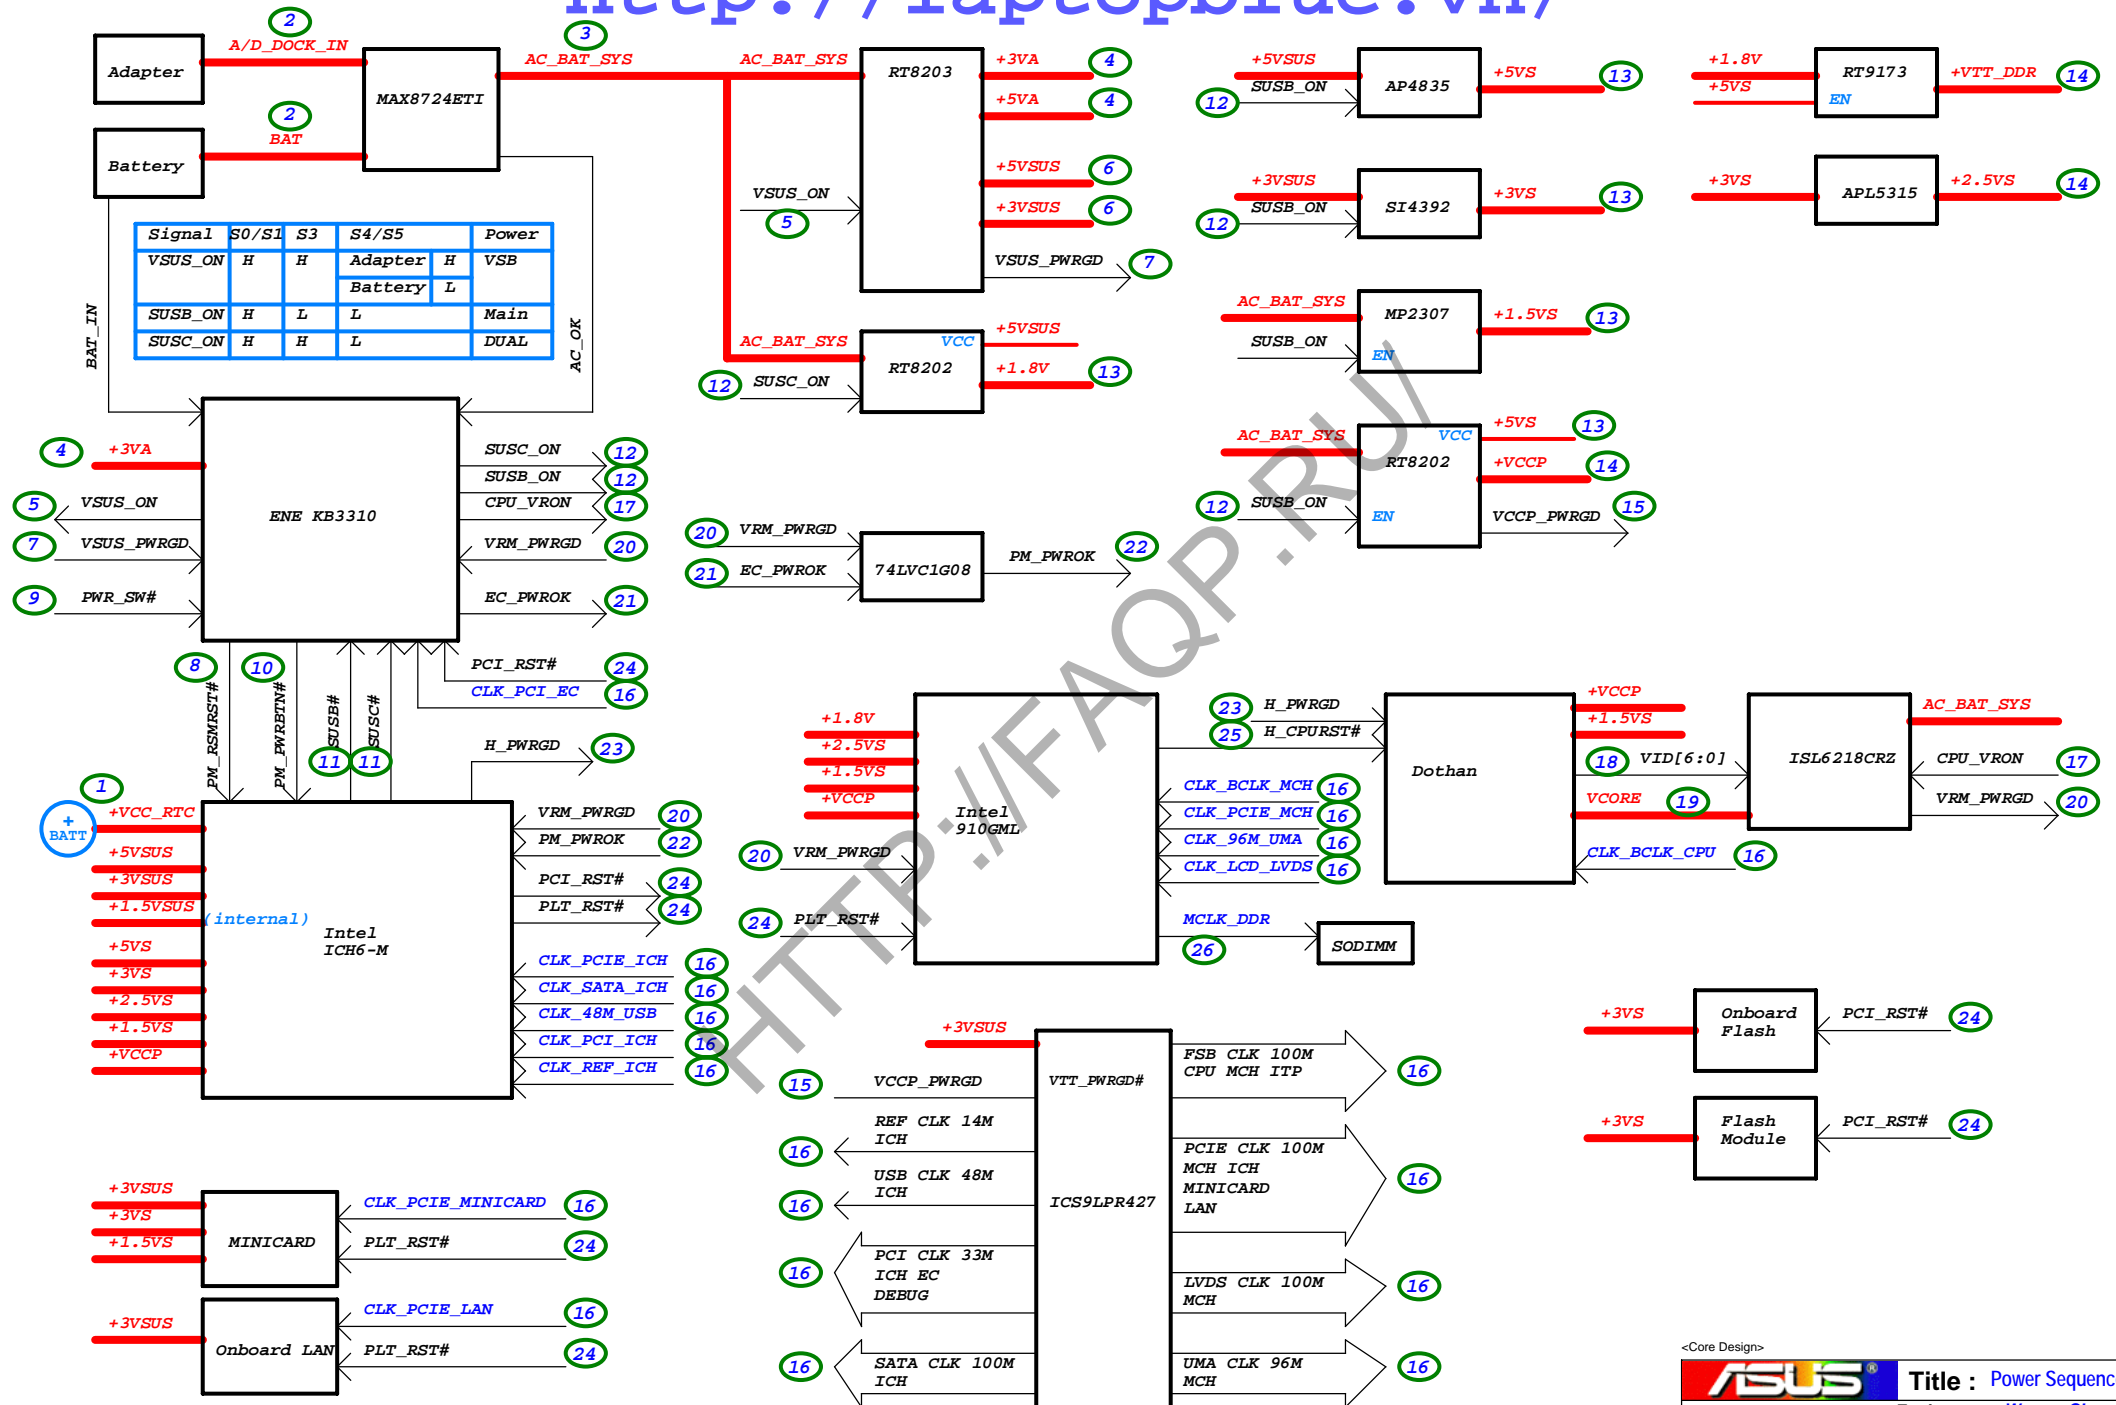 http://laptopblue.vn/
Adapter
A/D_DOCK_IN
2
Battery
BAT
2
MAX8724ETI
AC_BAT_SYS
3
BAT_IN
AC_OK
Signal S0/S1 S3 S4/S5 Power
VSUS_ON H H Adapter H VSB
Battery L
SUSB_ON H L L Main
SUSC_ON H H L DUAL
AC_BAT_SYS
RT8203
+3VA 4
+5VA 4
+5VSUS 6
+3VSUS 6
VSUS_ON
5
VSUS_PWRGD 7
AC_BAT_SYS
RT8202
VCC
+5VSUS
+1.8V 13
12 SUSC_ON
+5VSUS
12 SUSB_ON
AP4835
+5VS 13
+3VSUS
12 SUSB_ON
SI4392
+3VS 13
AC_BAT_SYS
SUSB_ON
MP2307
EN
+1.5VS 13
AC_BAT_SYS
RT8202
VCC
EN
+5VS 13
+VCCP 14
12 SUSB_ON
VCCP_PWRGD 15
+1.8V
+5VS
RT9173
EN
+VTT_DDR 14
+3VS
APL5315
+2.5VS 14
4 +3VA
5 VSUS_ON
7 VSUS_PWRGD
9 PWR_SW#
ENE KB3310
SUSC_ON 12
SUSB_ON 12
CPU_VRON 17
VRM_PWRGD 20
EC_PWROK 21
PCI_RST# 24
CLK_PCI_EC 16
8 PM_RSMRST#
10 PM_PWRBTN#
SUSB# 11
SUSC# 11
H_PWRGD 23
20 VRM_PWRGD
21 EC_PWROK
74LVC1G08
PM_PWROK 22
1
+
BATT
+VCC_RTC
+5VSUS
+3VSUS
+1.5VSUS
(internal)
+5VS
+3VS
+2.5VS
+1.5VS
+VCCP
Intel
ICH6-M
VRM_PWRGD 20
PM_PWROK 22
PCI_RST# 24
PLT_RST# 24
CLK_PCIE_ICH 16
CLK_SATA_ICH 16
CLK_48M_USB 16
CLK_PCI_ICH 16
CLK_REF_ICH 16
+1.8V
+2.5VS
+1.5VS
+VCCP
20 VRM_PWRGD
24 PLT_RST#
Intel
910GML
23 H_PWRGD
25 H_CPURST#
CLK_BCLK_MCH 16
CLK_PCIE_MCH 16
CLK_96M_UMA 16
CLK_LCD_LVDS 16
MCLK_DDR
26
SODIMM
Dothan
+VCCP
+1.5VS
18 VID[6:0]
VCORE 19
CLK_BCLK_CPU 16
ISL6218CRZ
AC_BAT_SYS
CPU_VRON 17
VRM_PWRGD 20
+3VSUS
15 VCCP_PWRGD
VTT_PWRGD#
ICS9LPR427
REF CLK 14M
ICH
16
USB CLK 48M
ICH
16
PCI CLK 33M
ICH EC
DEBUG
16
SATA CLK 100M
ICH
16
FSB CLK 100M
CPU MCH ITP
16
PCIE CLK 100M
MCH ICH
MINICARD
LAN
16
LVDS CLK 100M
MCH
16
UMA CLK 96M
MCH
16
+3VS
Onboard
Flash
PCI_RST# 24
+3VS
Flash
Module
PCI_RST# 24
+3VSUS
+3VS
+1.5VS
MINICARD
CLK_PCIE_MINICARD 16
PLT_RST# 24
+3VSUS
Onboard LAN
CLK_PCIE_LAN 16
PLT_RST# 24
HTTP://FAQP.RU/
<Core Design>
ASUS®
Title : Power Sequenc